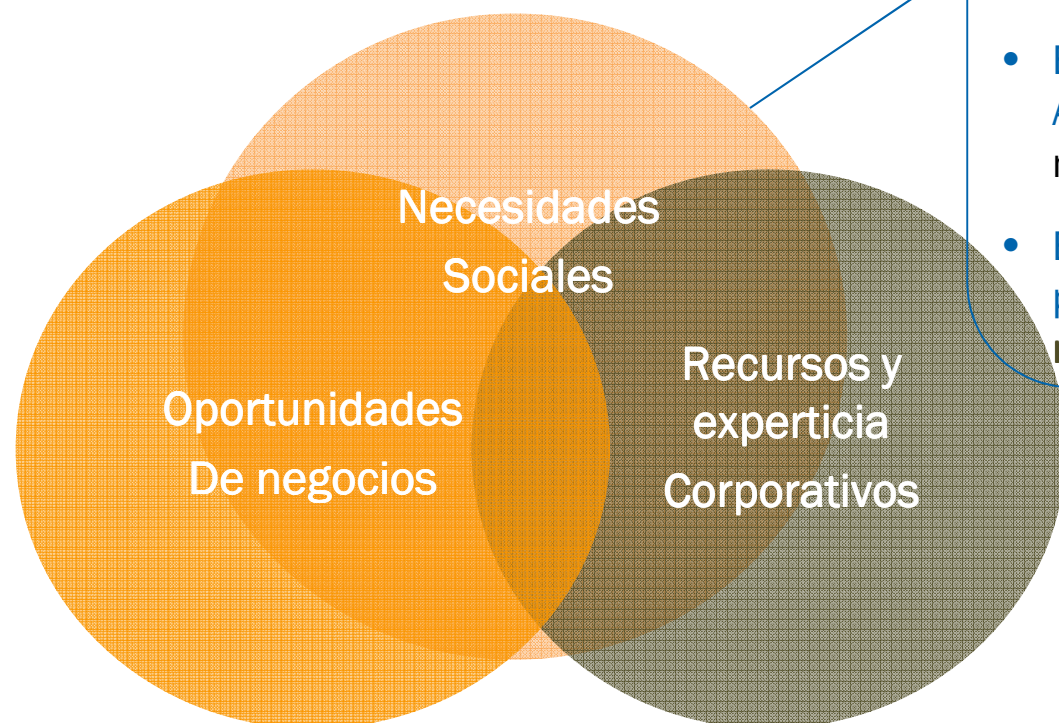 Necesidades
Sociales
Recursos y
experticia
Oportunidades
Corporativos
De negocios